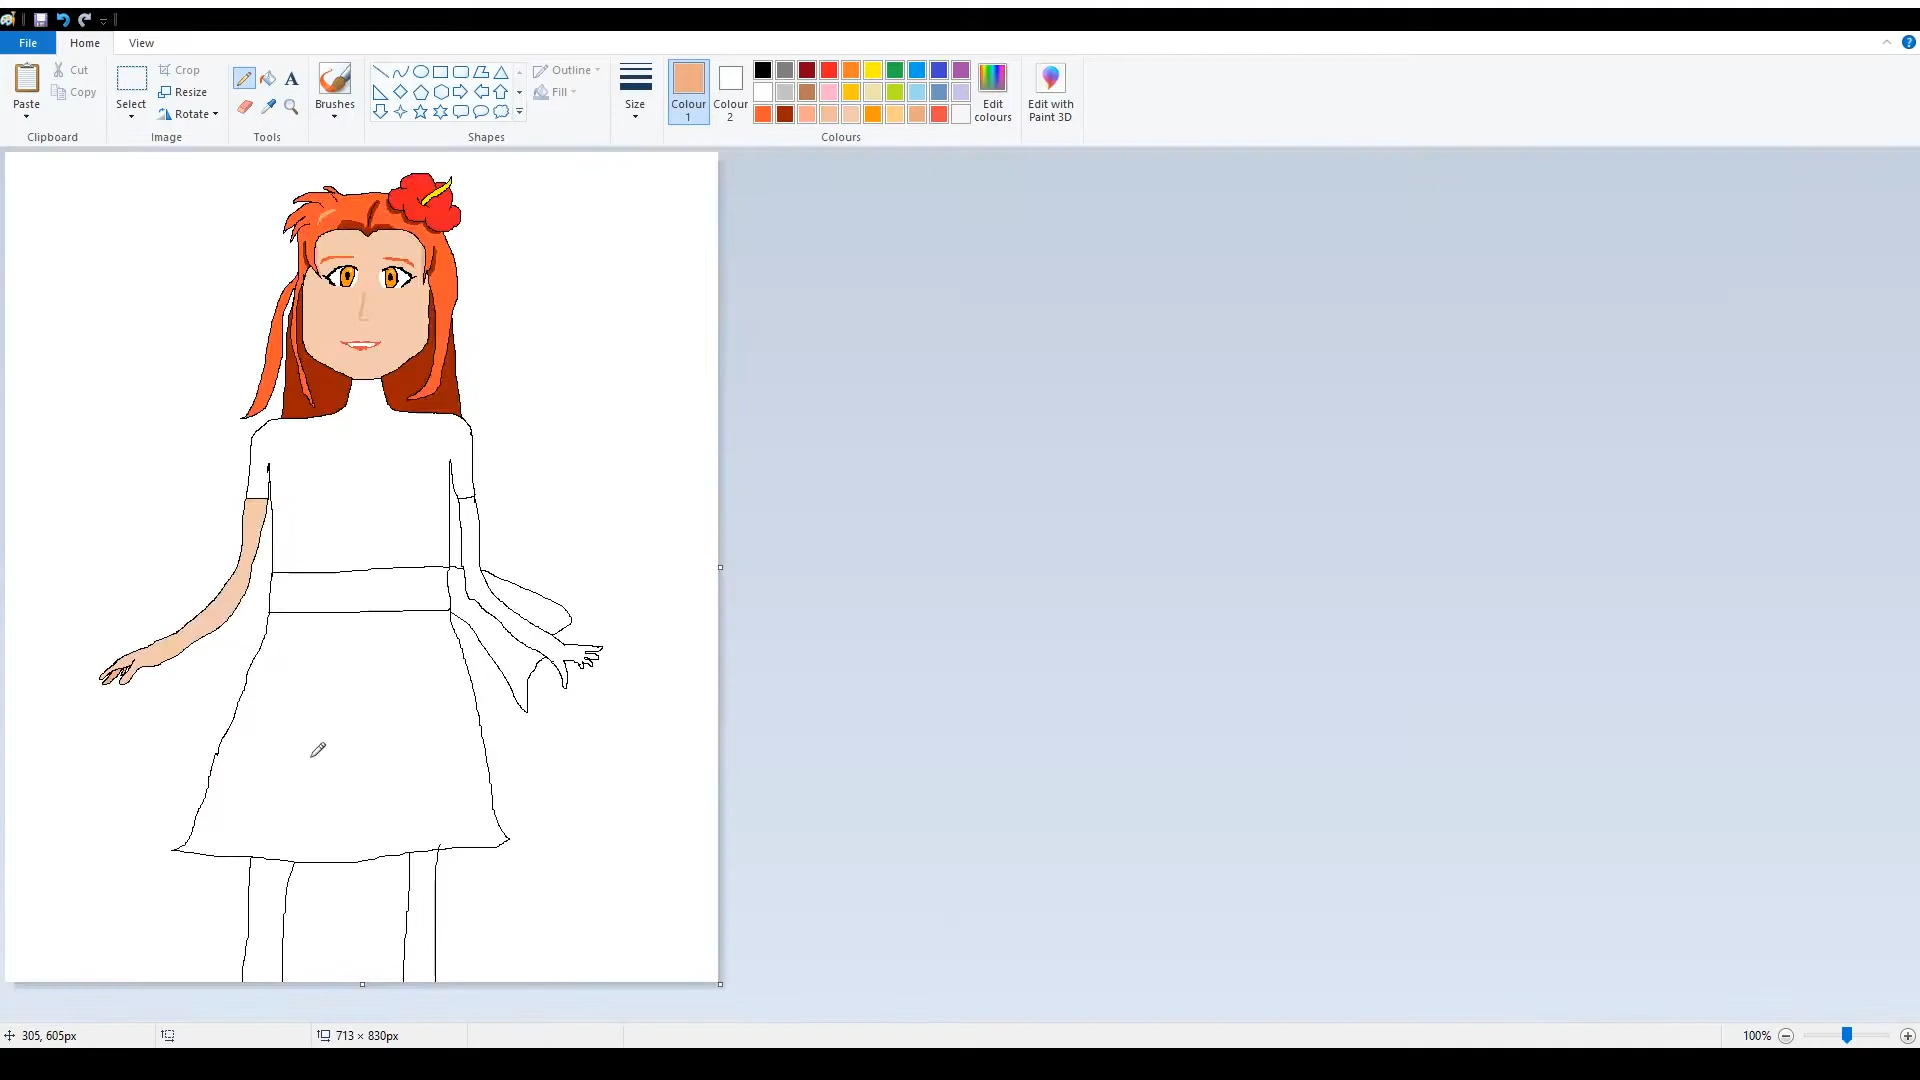 File Home View
Paste
Cut
Copy
Clipboard
Select
Crop
Resize
Rotate
Image
A
Tools
Brushes
Shapes
Outline
Fill
Size
Colour 1
Colour 2
Edit colours
Colours
Edit with Paint 3D
305, 605px
713 × 830px
100%